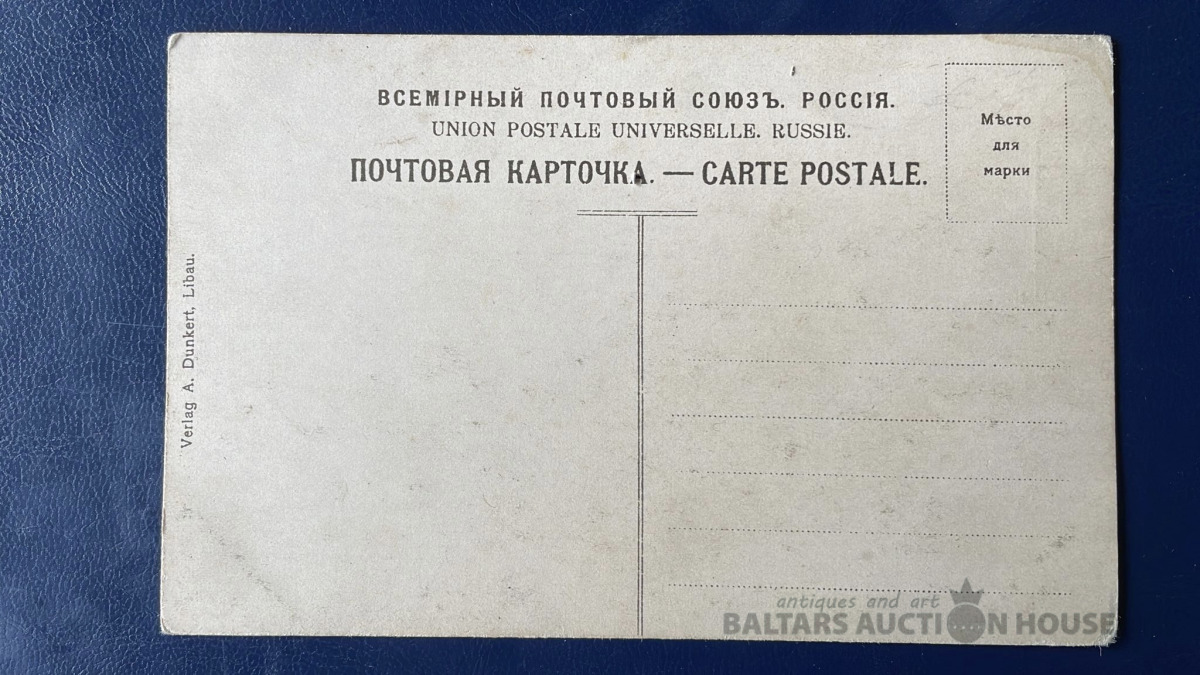 ВСЕМІРНЫЙ ПОЧТОВЫЙ СОЮЗЪ. РОССІЯ.
UNION POSTALE UNIVERSELLE. RUSSIE.
ПОЧТОВАЯ КАРТОЧКА. — CARTE POSTALE.
Мѣсто
для
марки
Verlag A. Dunkert, Libau.
antiques and art
BALTARS AUCTION HOUSE